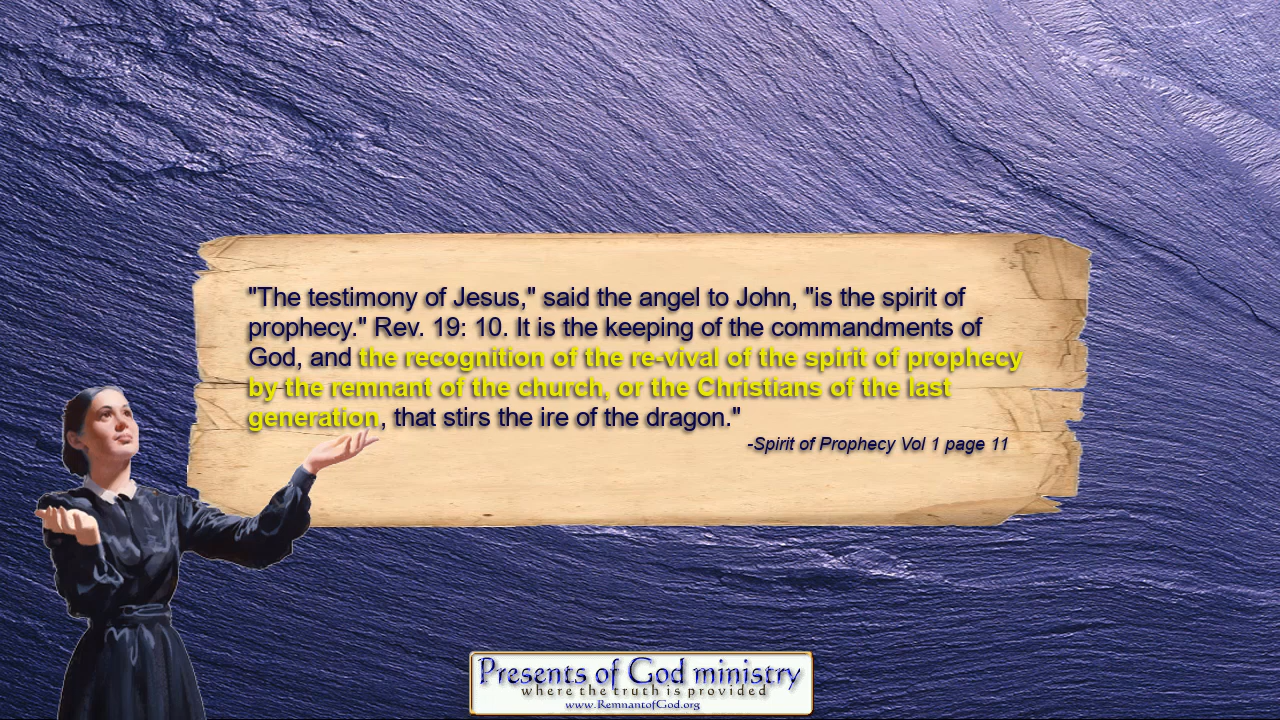 "The testimony of Jesus," said the angel to John, "is the spirit of
prophecy." Rev. 19: 10. It is the keeping of the commandments of
God, and the recognition of the re-vival of the spirit of prophecy
by the remnant of the church, or the Christians of the last
generation, that stirs the ire of the dragon."
-Spirit of Prophecy Vol 1 page 11
Presents of God ministry
where the truth is provided
www.RemnantofGod.org